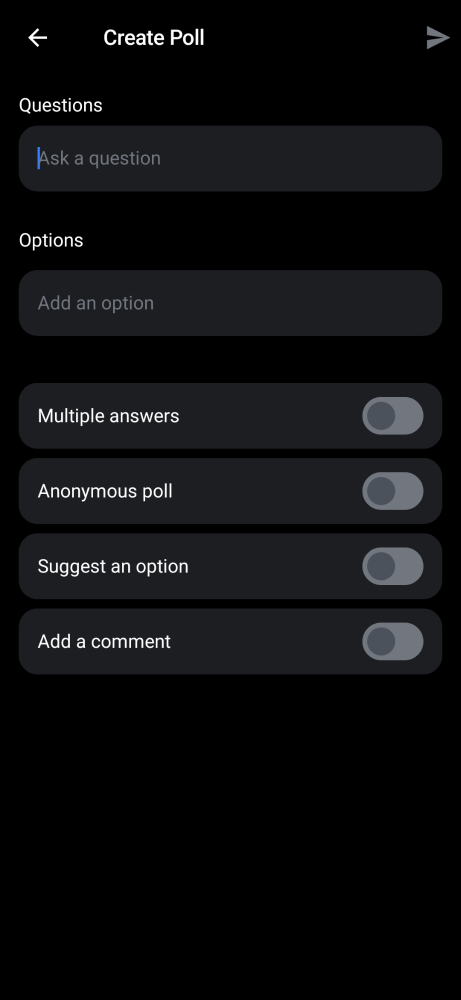 Create Poll
Questions
Ask a question
Options
Add an option
Multiple answers
Anonymous poll
Suggest an option
Add a comment